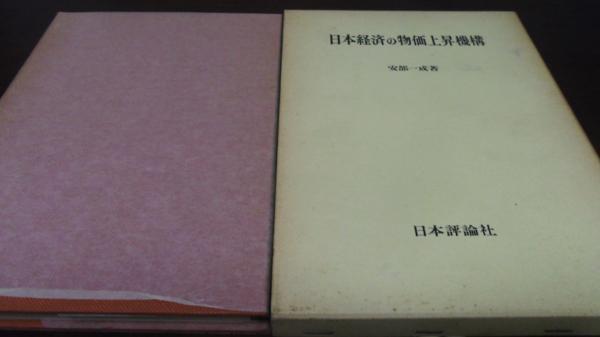 日本経済の物価上昇機構
安部一成著
日本評論社